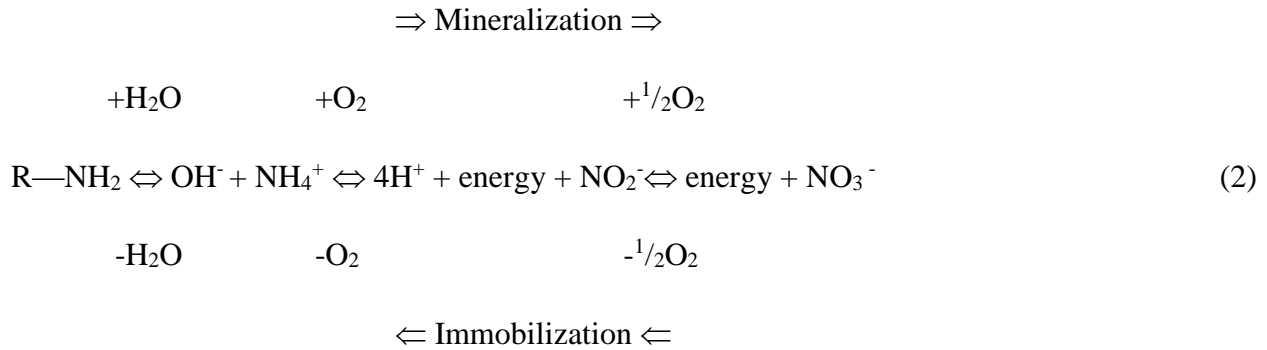 ⇒ Mineralization ⇒
+H₂O +O₂ +¹/₂O₂
R—NH₂ ⇔ OH⁻ + NH₄⁺ ⇔ 4H⁺ + energy + NO₂⁻⇔ energy + NO₃⁻ (2)
-H₂O -O₂ -¹/₂O₂
⇐ Immobilization ⇐